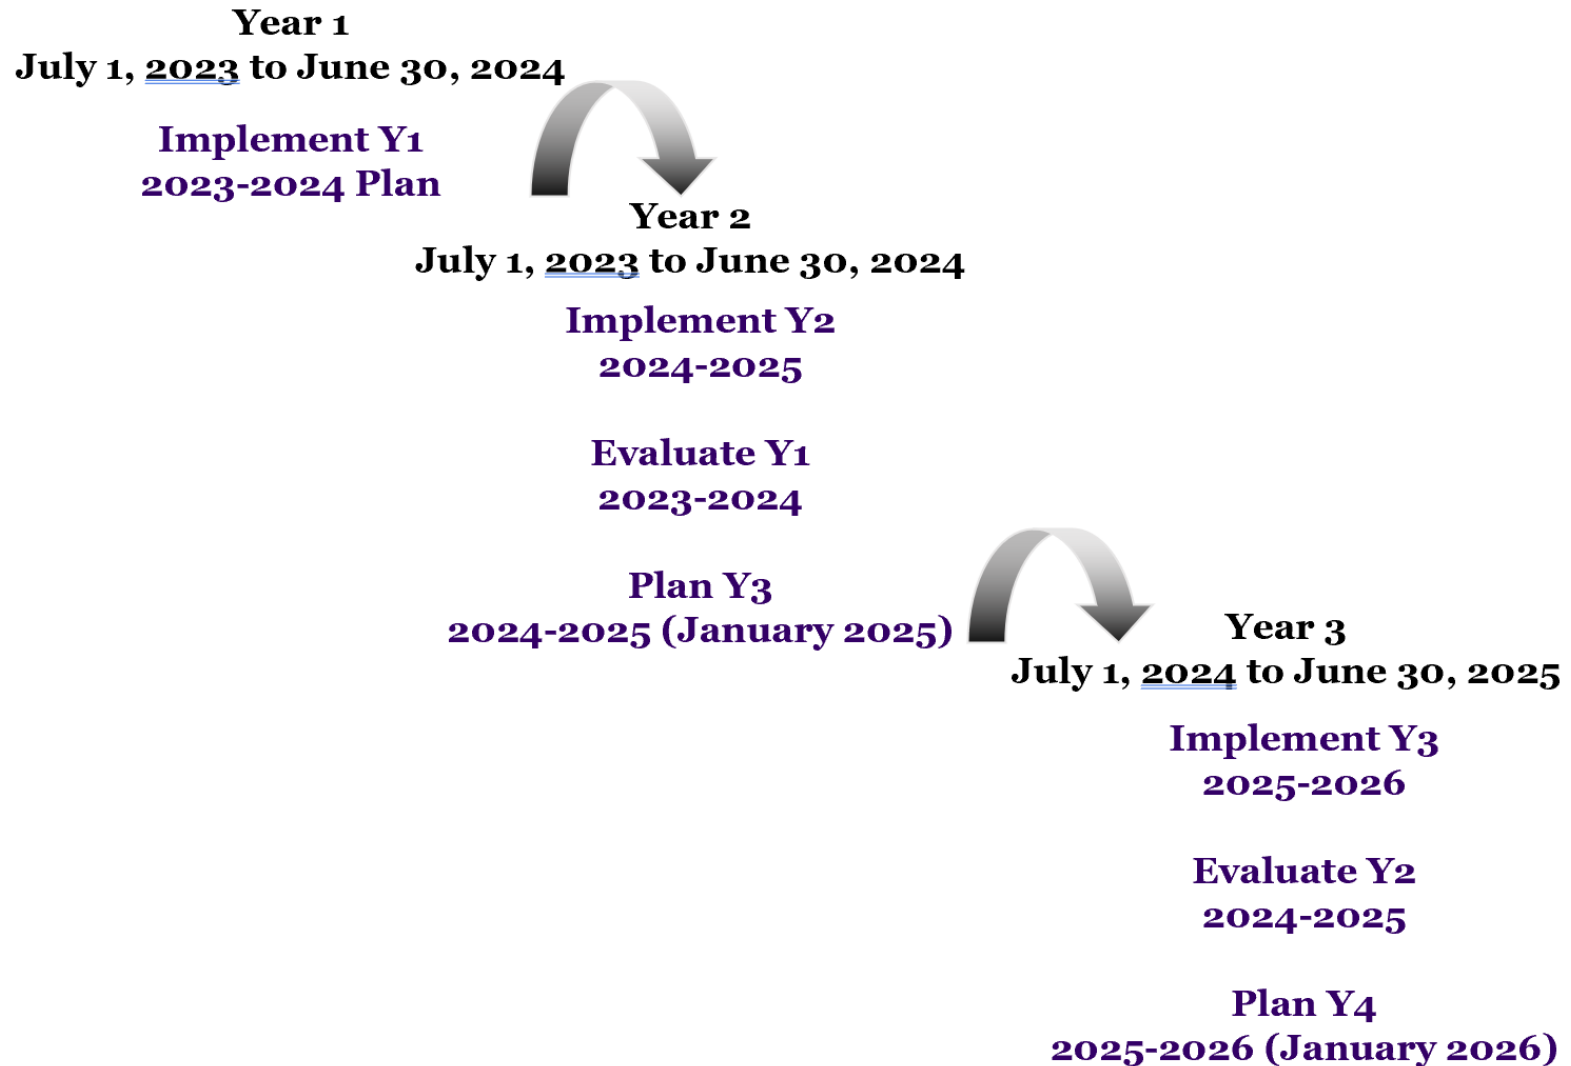 Year 1
July 1, 2023 to June 30, 2024
Implement Y1
2023-2024 Plan
Year 2
July 1, 2023 to June 30, 2024
Implement Y2
2024-2025
Evaluate Y1
2023-2024
Plan Y3
2024-2025 (January 2025)
Year 3
July 1, 2024 to June 30, 2025
Implement Y3
2025-2026
Evaluate Y2
2024-2025
Plan Y4
2025-2026 (January 2026)